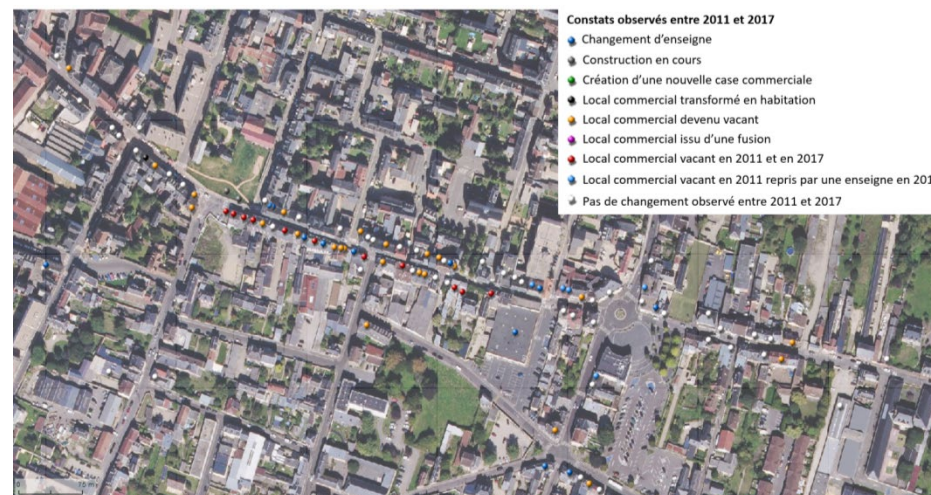 Constats observés entre 2011 et 2017
Changement d'enseigne
Construction en cours
Création d'une nouvelle case commerciale
Local commercial transformé en habitation
Local commercial devenu vacant
Local commercial issu d'une fusion
Local commercial vacant en 2011 et en 2017
Local commercial vacant en 2011 repris par une enseigne en 201
Pas de changement observé entre 2011 et 2017
0